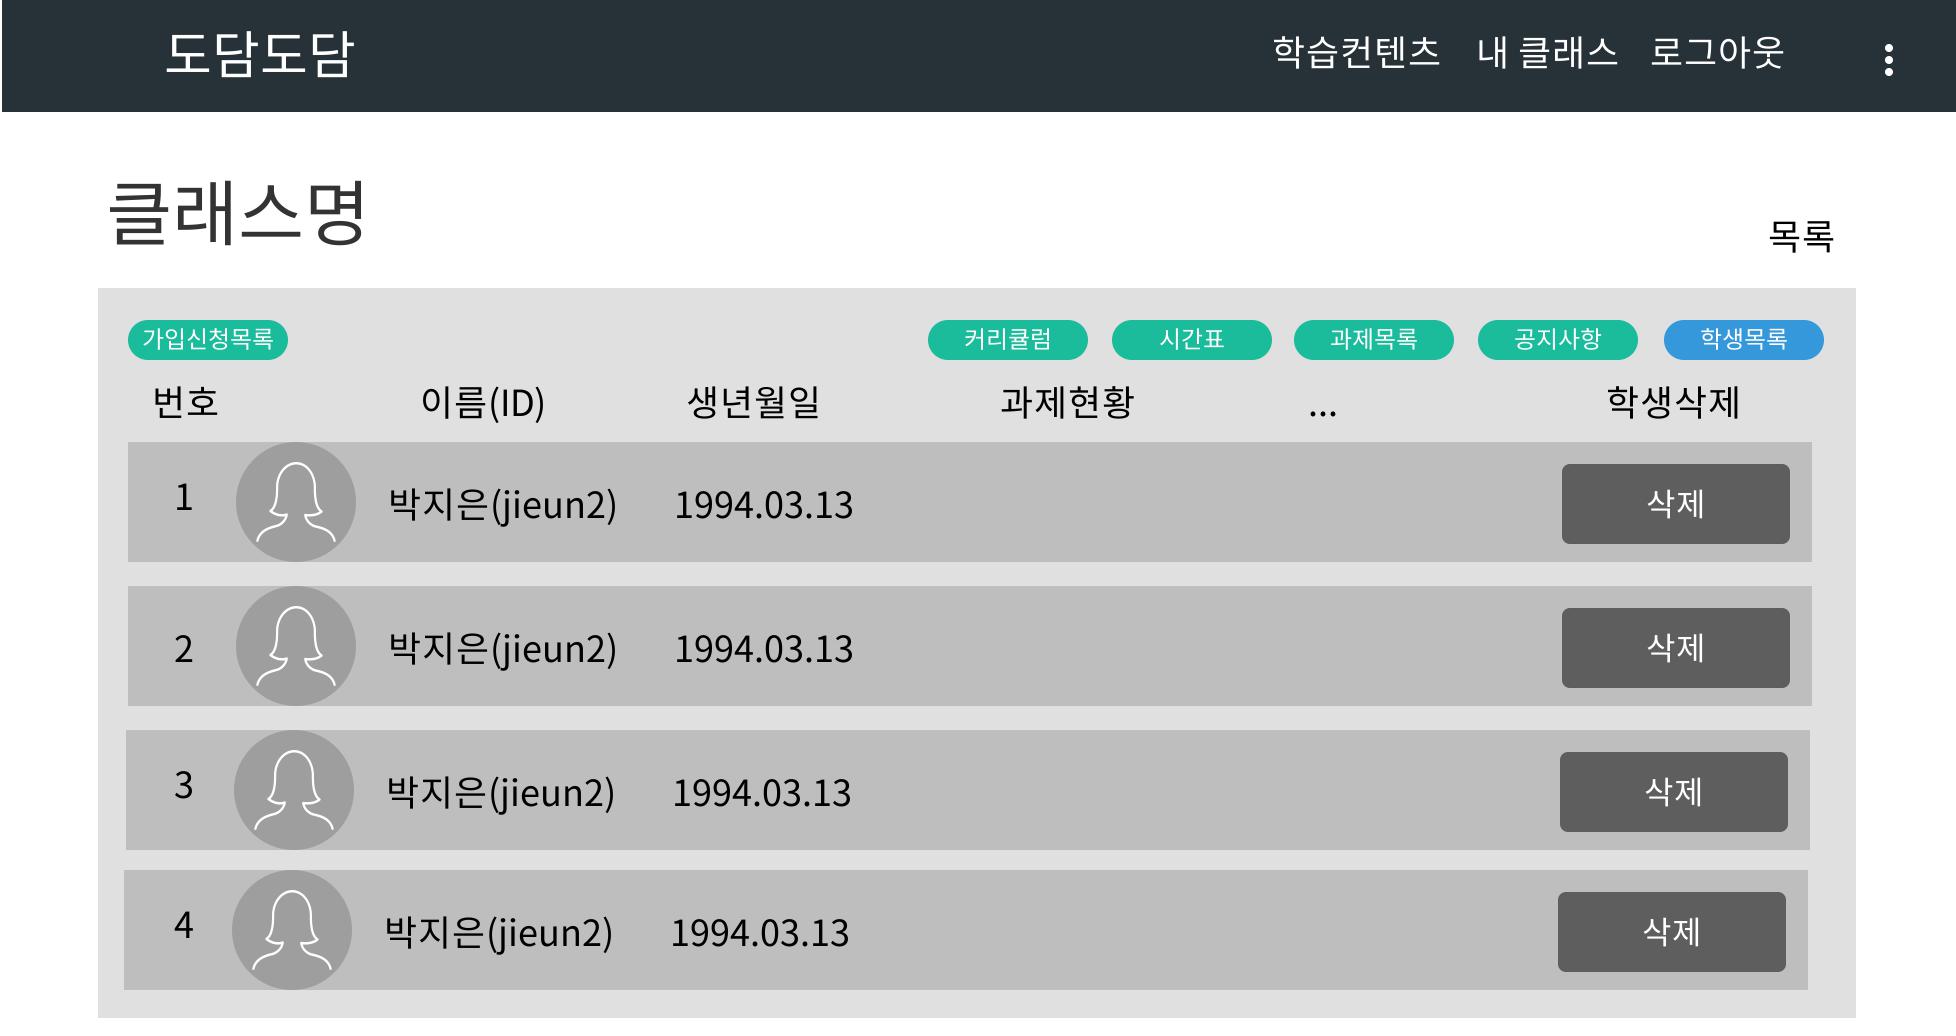 도담도담 학습컨텐츠 내 클래스 로그아웃
클래스명
목록
가입신청목록 커리큘럼 시간표 과제목록 공지사항 학생목록
번호 이름(ID) 생년월일 과제현황 ... 학생삭제
1 박지은(jieun2) 1994.03.13 삭제
2 박지은(jieun2) 1994.03.13 삭제
3 박지은(jieun2) 1994.03.13 삭제
4 박지은(jieun2) 1994.03.13 삭제